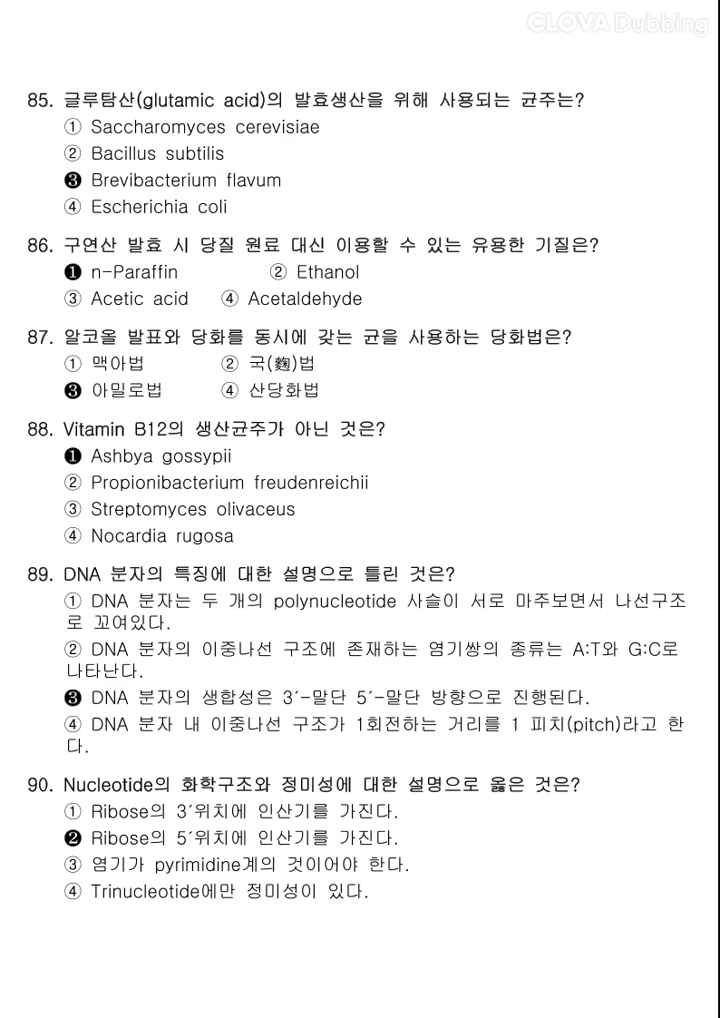 CLOVA Dubbing
85. 글루탐산(glutamic acid)의 발효생산을 위해 사용되는 균주는?
① Saccharomyces cerevisiae
② Bacillus subtilis
❸ Brevibacterium flavum
④ Escherichia coli
86. 구연산 발효 시 당질 원료 대신 이용할 수 있는 유용한 기질은?
❶ n-Paraffin ② Ethanol
③ Acetic acid ④ Acetaldehyde
87. 알코올 발표와 당화를 동시에 갖는 균을 사용하는 당화법은?
① 맥아법 ② 국(麴)법
❸ 아밀로법 ④ 산당화법
88. Vitamin B12의 생산균주가 아닌 것은?
❶ Ashbya gossypii
② Propionibacterium freudenreichii
③ Streptomyces olivaceus
④ Nocardia rugosa
89. DNA 분자의 특징에 대한 설명으로 틀린 것은?
① DNA 분자는 두 개의 polynucleotide 사슬이 서로 마주보면서 나선구조
로 꼬여있다.
② DNA 분자의 이중나선 구조에 존재하는 염기쌍의 종류는 A:T와 G:C로
나타난다.
❸ DNA 분자의 생합성은 3´-말단 5´-말단 방향으로 진행된다.
④ DNA 분자 내 이중나선 구조가 1회전하는 거리를 1 피치(pitch)라고 한
다.
90. Nucleotide의 화학구조와 정미성에 대한 설명으로 옳은 것은?
① Ribose의 3´위치에 인산기를 가진다.
❷ Ribose의 5´위치에 인산기를 가진다.
③ 염기가 pyrimidine계의 것이어야 한다.
④ Trinucleotide에만 정미성이 있다.